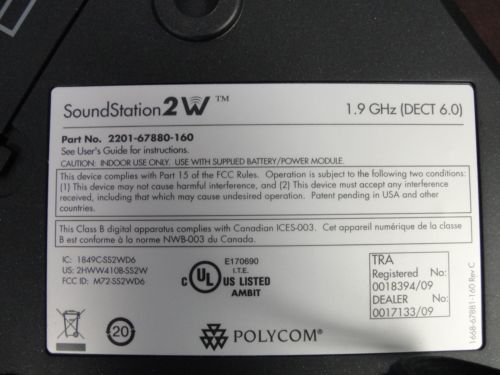 SoundStation2W™
1.9 GHz (DECT 6.0)
Part No. 2201-67880-160
See User's Guide for instructions.
CAUTION: INDOOR USE ONLY. USE WITH SUPPLIED BATTERY/POWER MODULE.
This device complies with Part 15 of the FCC Rules. Operation is subject to the following two conditions:
(1) This device may not cause harmful interference, and (2) This device must accept any interference
received, including that which may cause undesired operation. Patent pending in USA and other
countries.
This Class B digital apparatus complies with Canadian ICES-003. Cet appareil numérique de la classe
B est conforme à la norme NWB-003 du Canada.
IC: 1849C-SS2WD6
US: 2HWW4108-SS2W
FCC ID: M72-SS2WD6
E170690
I.T.E.
C UL US LISTED
AMBIT
TRA
Registered No:
0018394/09
DEALER No:
0017133/09
20
POLYCOM®
1668-67881-160 Rev C